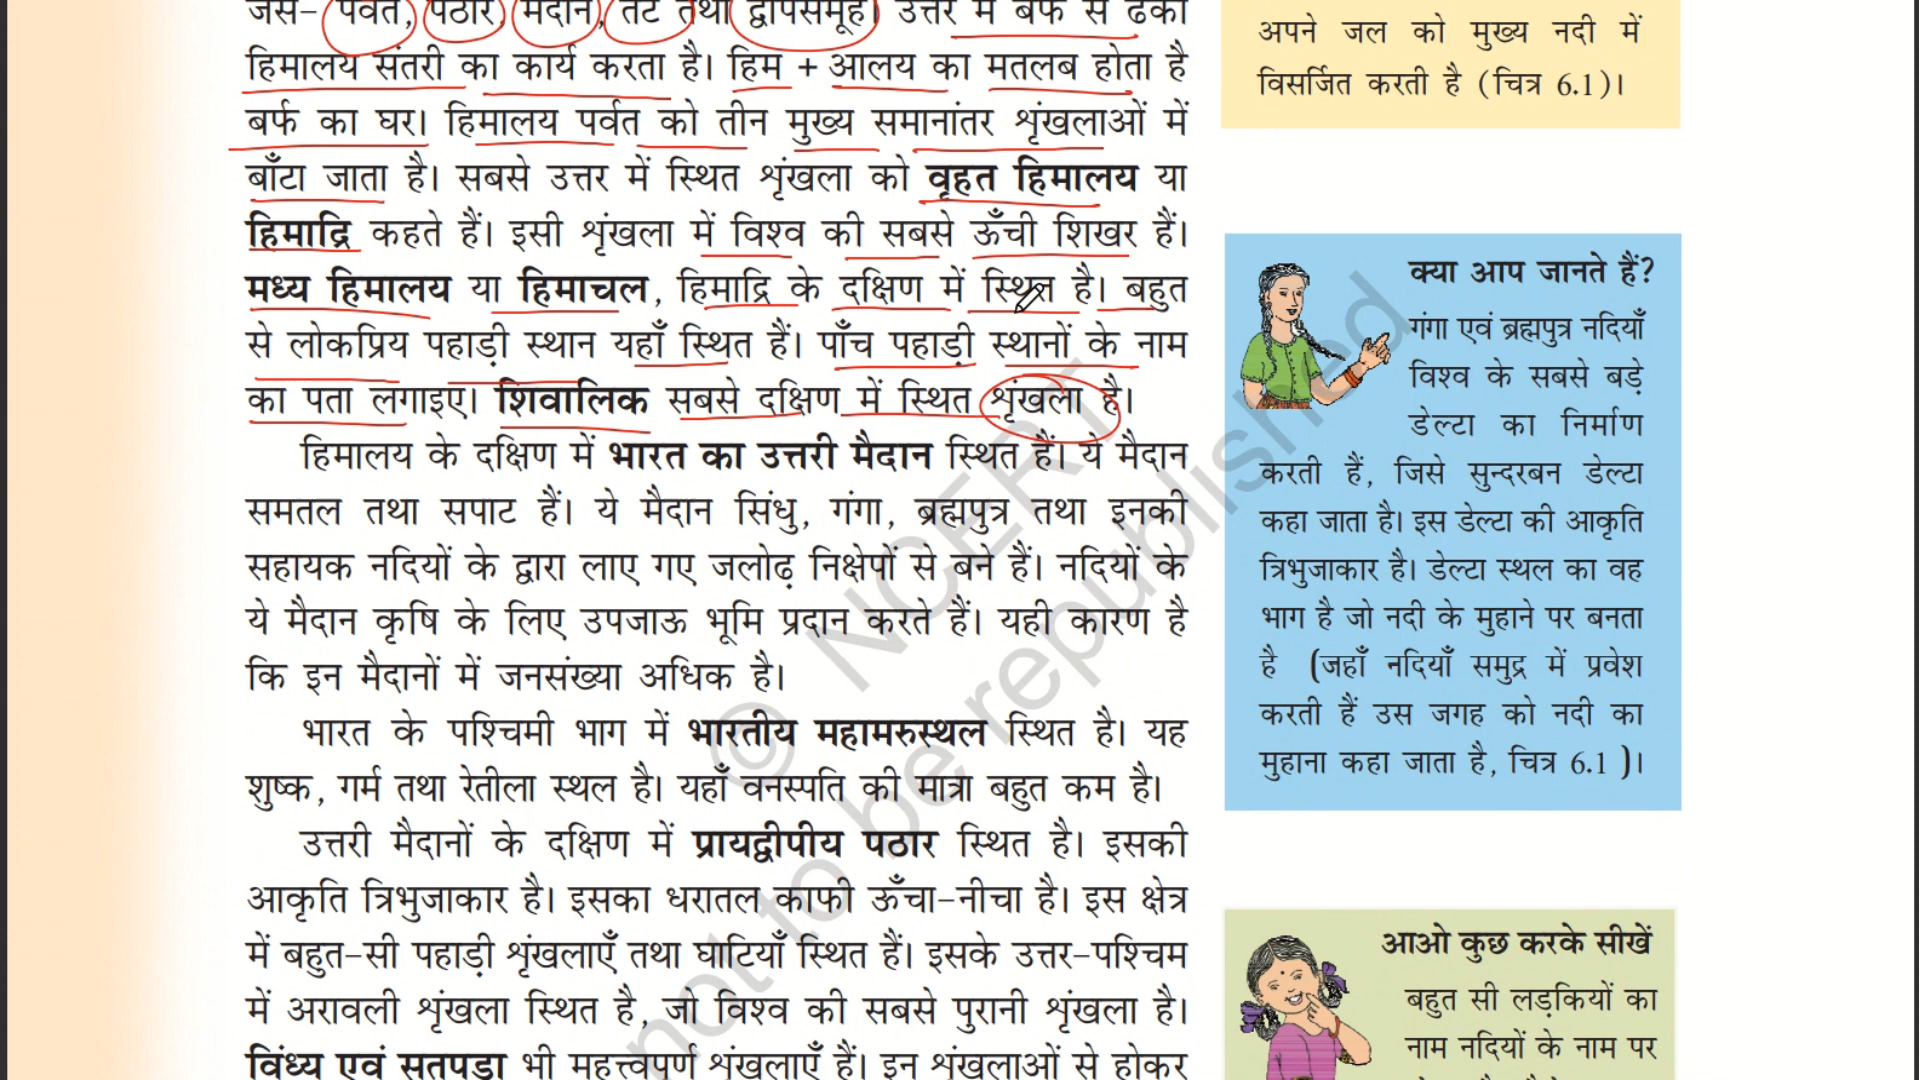 जैसे– पर्वत, पठार, मैदान, तट तथा द्वीपसमूह। उत्तर में बर्फ से ढका
हिमालय संतरी का कार्य करता है। हिम + आलय का मतलब होता है
बर्फ का घर। हिमालय पर्वत को तीन मुख्य समानांतर शृंखलाओं में
बाँटा जाता है। सबसे उत्तर में स्थित शृंखला को वृहत हिमालय या
हिमाद्रि कहते हैं। इसी शृंखला में विश्व की सबसे ऊँची शिखर हैं।
मध्य हिमालय या हिमाचल, हिमाद्रि के दक्षिण में स्थित है। बहुत
से लोकप्रिय पहाड़ी स्थान यहाँ स्थित हैं। पाँच पहाड़ी स्थानों के नाम
का पता लगाइए। शिवालिक सबसे दक्षिण में स्थित शृंखला है।
हिमालय के दक्षिण में भारत का उत्तरी मैदान स्थित हैं। ये मैदान
समतल तथा सपाट हैं। ये मैदान सिंधु, गंगा, ब्रह्मपुत्र तथा इनकी
सहायक नदियों के द्वारा लाए गए जलोढ़ निक्षेपों से बने हैं। नदियों के
ये मैदान कृषि के लिए उपजाऊ भूमि प्रदान करते हैं। यही कारण है
कि इन मैदानों में जनसंख्या अधिक है।
भारत के पश्चिमी भाग में भारतीय महामरुस्थल स्थित है। यह
शुष्क, गर्म तथा रेतीला स्थल है। यहाँ वनस्पति की मात्रा बहुत कम है।
उत्तरी मैदानों के दक्षिण में प्रायद्वीपीय पठार स्थित है। इसकी
आकृति त्रिभुजाकार है। इसका धरातल काफी ऊँचा–नीचा है। इस क्षेत्र
में बहुत–सी पहाड़ी शृंखलाएँ तथा घाटियाँ स्थित हैं। इसके उत्तर–पश्चिम
में अरावली शृंखला स्थित है, जो विश्व की सबसे पुरानी शृंखला है।
विंध्य एवं सतपुड़ा भी महत्त्वपूर्ण शृंखलाएँ हैं। इन शृंखलाओं से होकर
अपने जल को मुख्य नदी में
विसर्जित करती है (चित्र 6.1)।
क्या आप जानते हैं?
गंगा एवं ब्रह्मपुत्र नदियाँ
विश्व के सबसे बड़े
डेल्टा का निर्माण
करती हैं, जिसे सुन्दरबन डेल्टा
कहा जाता है। इस डेल्टा की आकृति
त्रिभुजाकार है। डेल्टा स्थल का वह
भाग है जो नदी के मुहाने पर बनता
है (जहाँ नदियाँ समुद्र में प्रवेश
करती हैं उस जगह को नदी का
मुहाना कहा जाता है, चित्र 6.1 )।
आओ कुछ करके सीखें
बहुत सी लड़कियों का
नाम नदियों के नाम पर
© NCERT
not to be republished